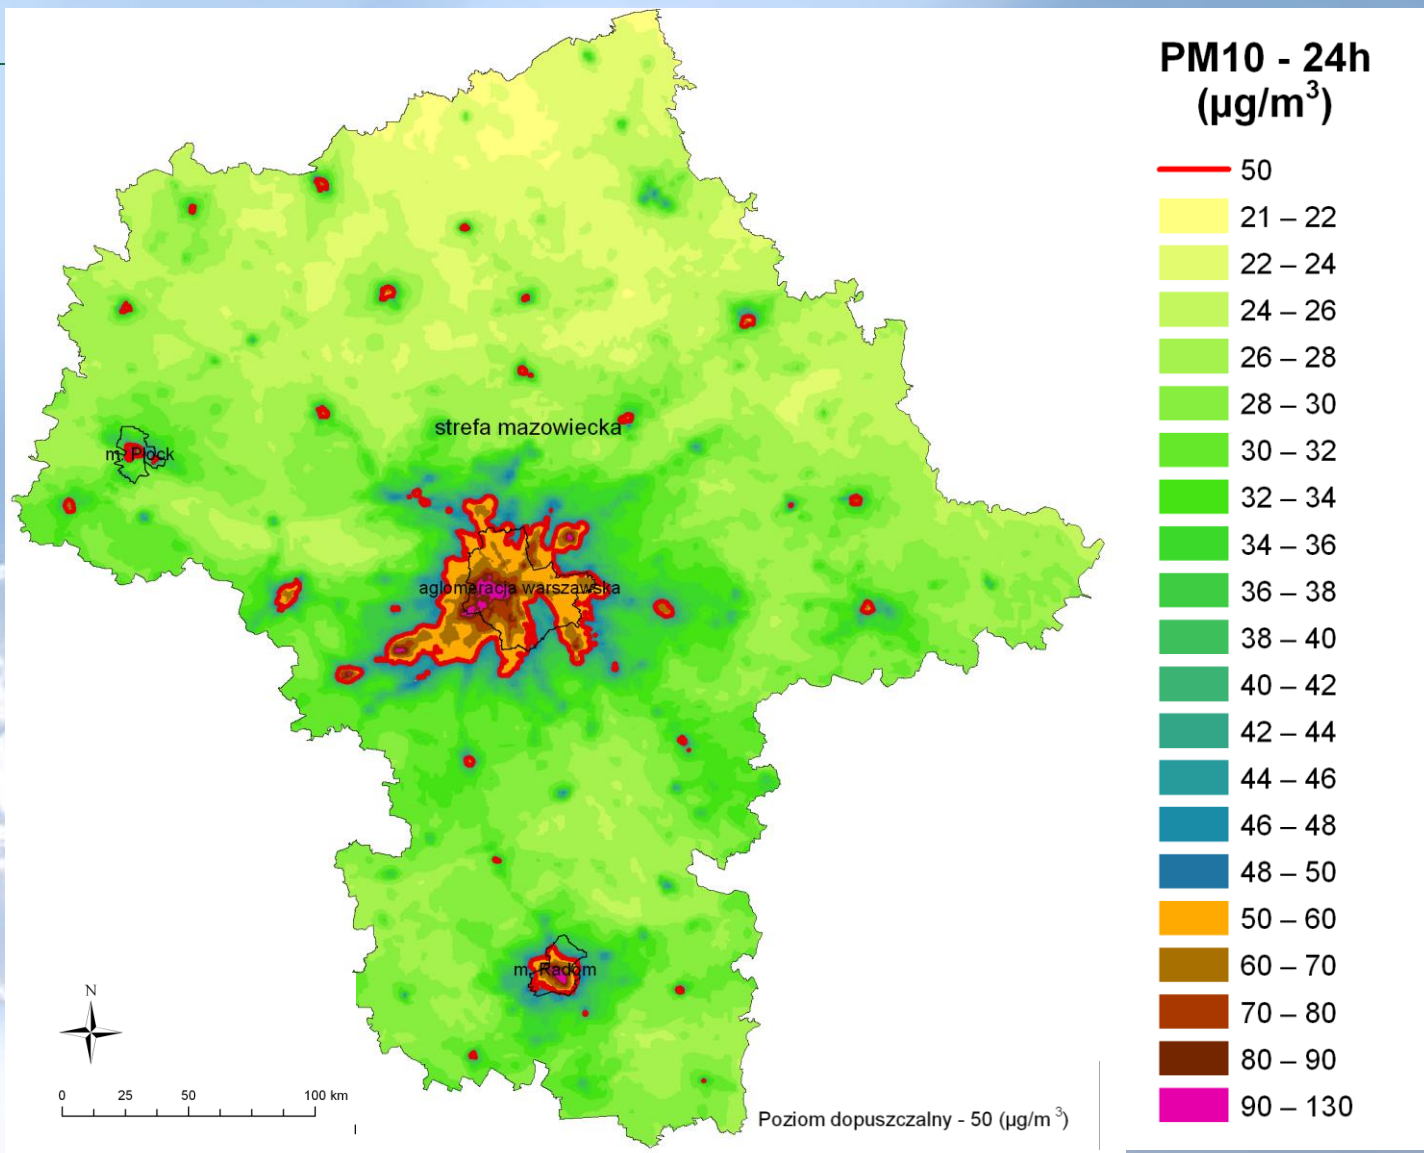 PM10 - 24h
(µg/m³)
50
21 – 22
22 – 24
24 – 26
26 – 28
28 – 30
30 – 32
32 – 34
34 – 36
36 – 38
38 – 40
40 – 42
42 – 44
44 – 46
46 – 48
48 – 50
50 – 60
60 – 70
70 – 80
80 – 90
90 – 130
strefa mazowiecka
m. Płock
aglomeracja warszawska
m. Radom
N
0 25 50 100 km
Poziom dopuszczalny - 50 (µg/m³)